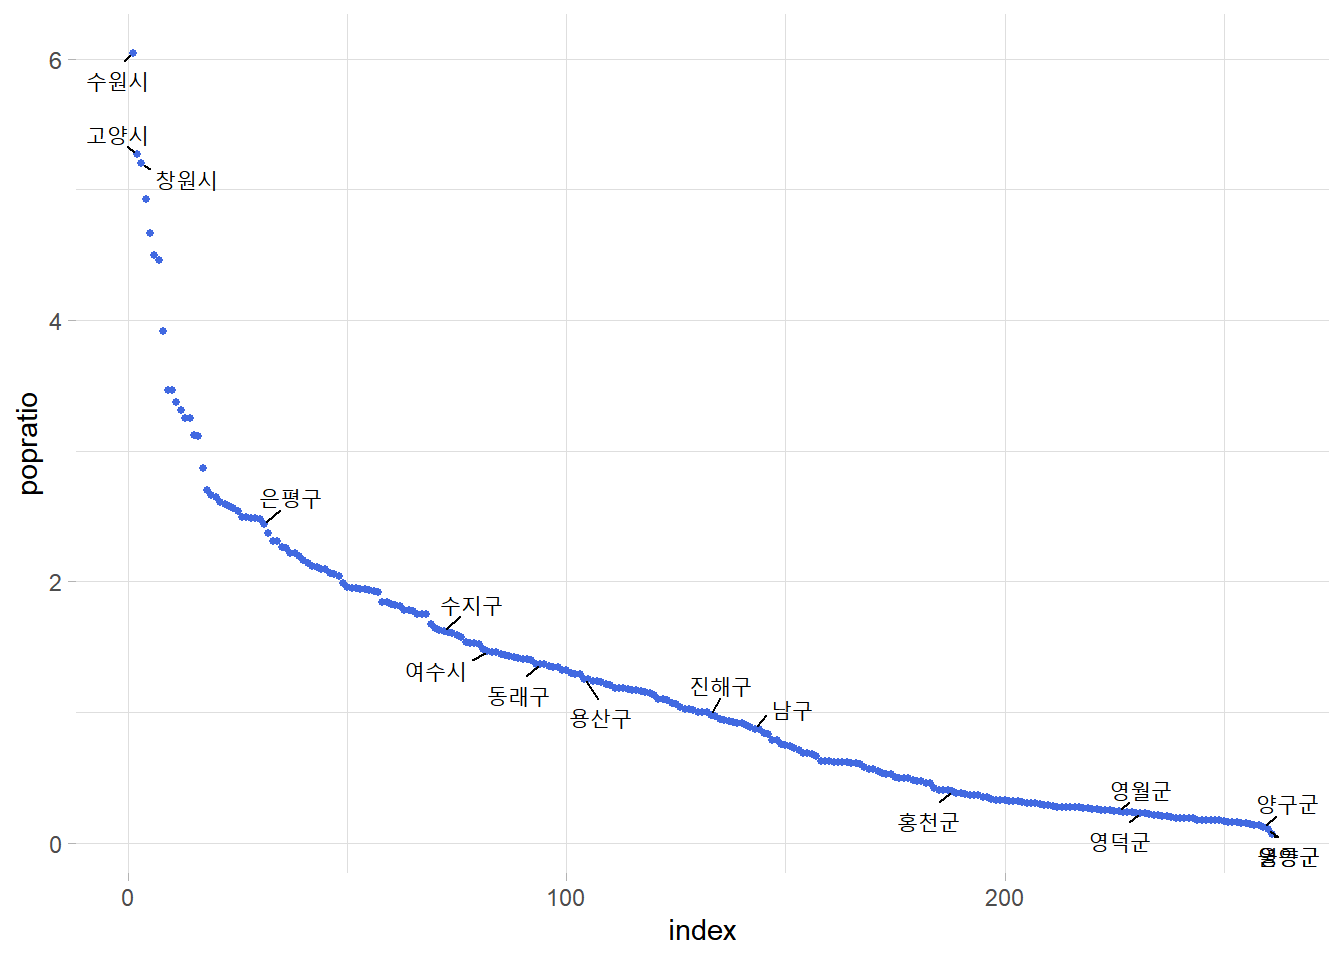 6
수원시
고양시
창원시
4
popratio
은평구
2
수지구
여수시
동래구
진해구
용산구
남구
영월군
양구군
홍천군
영덕군
0
0
100
200
index